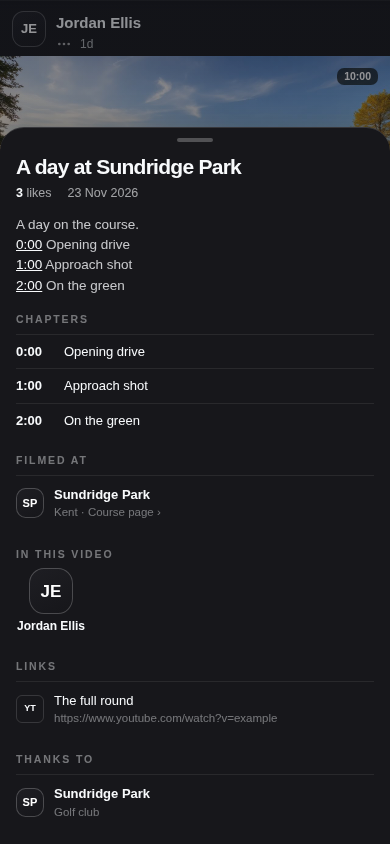 JE
Jordan Ellis
··· 1d
10:00
A day at Sundridge Park
3 likes 23 Nov 2026
A day on the course.
0:00 Opening drive
1:00 Approach shot
2:00 On the green
CHAPTERS
0:00 Opening drive
1:00 Approach shot
2:00 On the green
FILMED AT
SP
Sundridge Park
Kent · Course page ›
IN THIS VIDEO
JE
Jordan Ellis
LINKS
YT
The full round
https://www.youtube.com/watch?v=example
THANKS TO
SP
Sundridge Park
Golf club